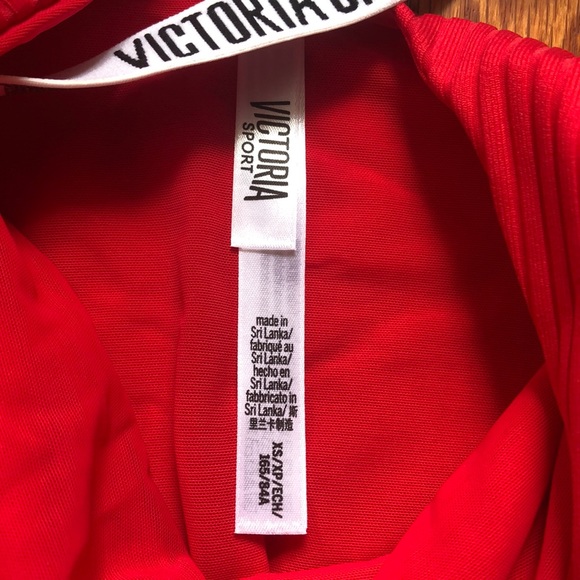 VICTORIA
VICTORIA
SPORT
made in
Sri Lanka/
fabriqué au
Sri Lanka/
hecho en
Sri Lanka/
fabbricato in
Sri Lanka/ 斯
里兰卡制造
XS/XP/ECH/
165/84A